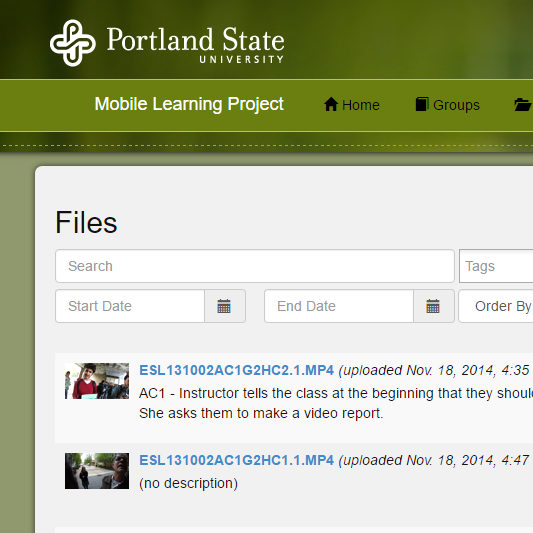 Portland State
UNIVERSITY
Mobile Learning Project Home Groups
Files
Search Tags
Start Date End Date Order By
ESL131002AC1G2HC2.1.MP4 (uploaded Nov. 18, 2014, 4:35
AC1 - Instructor tells the class at the beginning that they shoul
She asks them to make a video report.
ESL131002AC1G2HC1.1.MP4 (uploaded Nov. 18, 2014, 4:47
(no description)